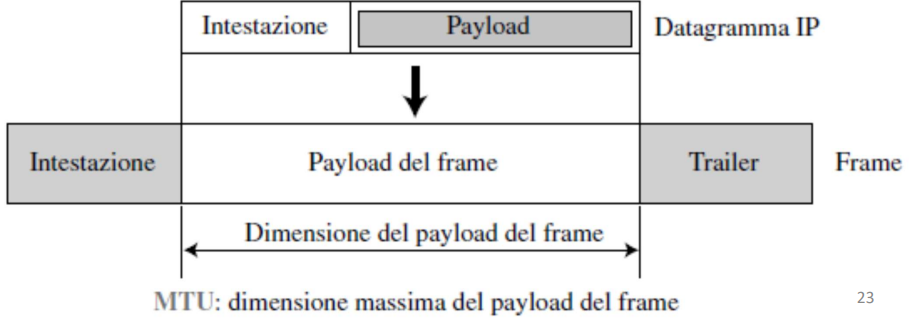 Intestazione Payload Datagramma IP
Intestazione Payload del frame Trailer Frame
Dimensione del payload del frame
MTU: dimensione massima del payload del frame
23